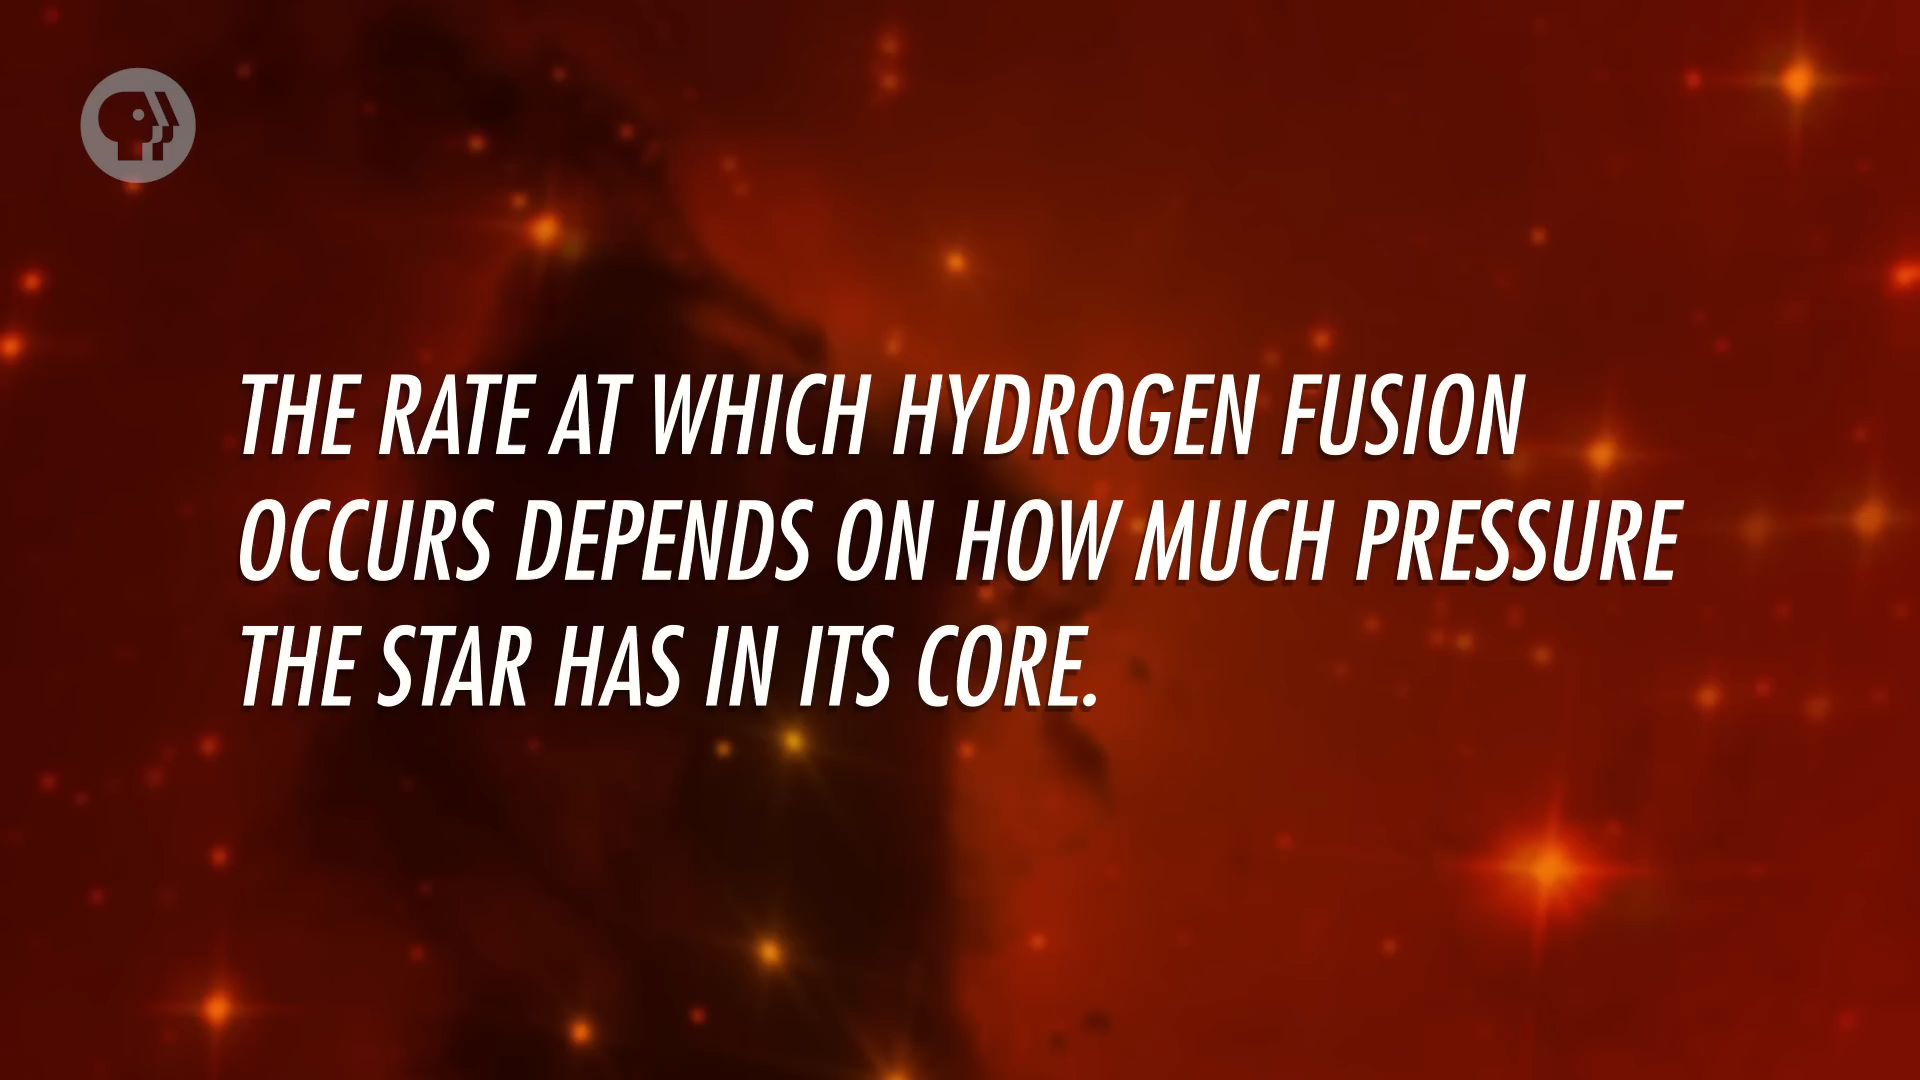 THE RATE AT WHICH HYDROGEN FUSION
OCCURS DEPENDS ON HOW MUCH PRESSURE
THE STAR HAS IN ITS CORE.